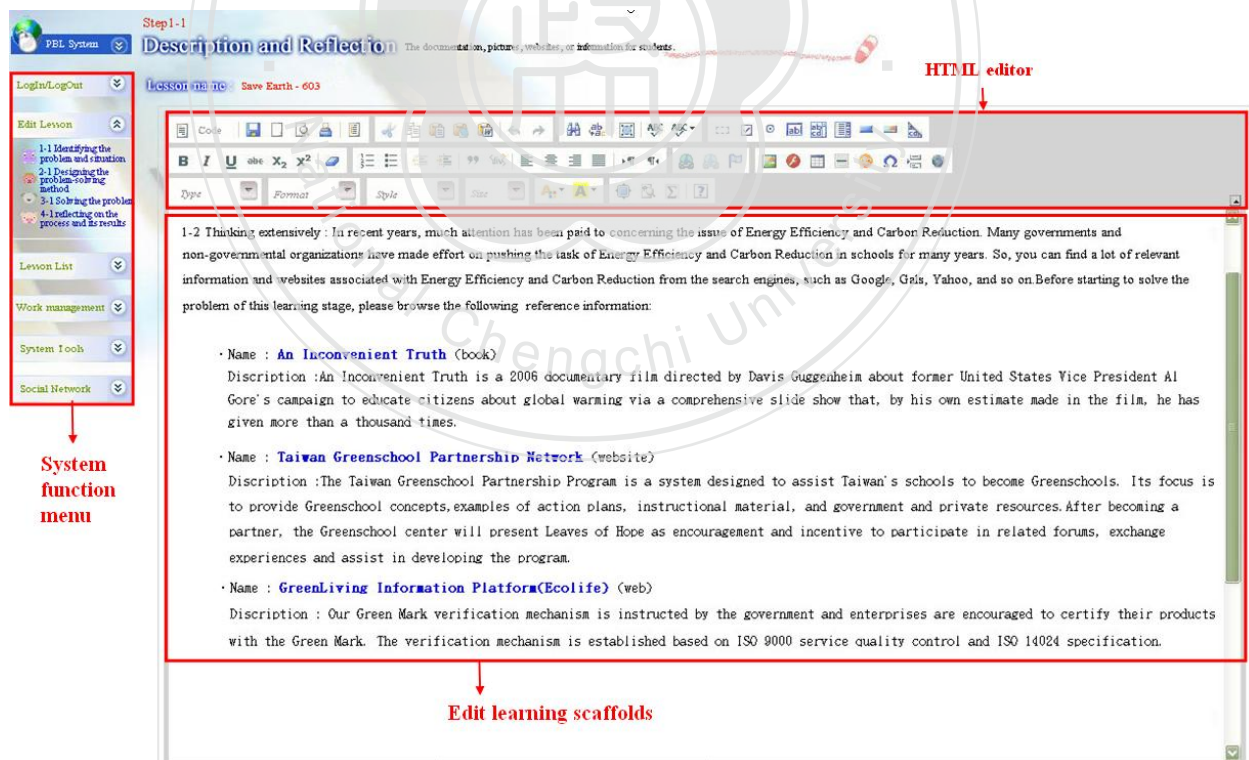 Step1-1
PBL System
Description and Reflection The documentation, pictures, websites, or information for students.
HTML editor
LogIn/LogOut
Lesson name : Save Earth - 603
Edit Lesson
1-1 Identifying the
problem and situation
2-1 Designing the
problem-solving
method
3-1 Solving the problem
4-1 reflecting on the
process and its results
Lesson List
Work management
System Tools
Social Network
System
function
menu
Code
B I U abc X₂ X²
Type Format Style Size
1-2 Thinking extensively : In recent years, much attention has been paid to concerning the issue of Energy Efficiency and Carbon Reduction. Many governments and
non-governmental organizations have made effort on pushing the task of Energy Efficiency and Carbon Reduction in schools for many years. So, you can find a lot of relevant
information and websites associated with Energy Efficiency and Carbon Reduction from the search engines, such as Google, Gais, Yahoo, and so on.Before starting to solve the
problem of this learning stage, please browse the following reference information:
· Name : An Inconvenient Truth (book)
Discription :An Inconvenient Truth is a 2006 documentary film directed by Davis Guggenheim about former United States Vice President Al
Gore's campaign to educate citizens about global warming via a comprehensive slide show that, by his own estimate made in the film, he has
given more than a thousand times.
· Name : Taiwan Greenschool Partnership Network (website)
Discription :The Taiwan Greenschool Partnership Program is a system designed to assist Taiwan's schools to become Greenschools. Its focus is
to provide Greenschool concepts,examples of action plans, instructional material, and government and private resources.After becoming a
partner, the Greenschool center will present Leaves of Hope as encouragement and incentive to participate in related forums, exchange
experiences and assist in developing the program.
· Name : GreenLiving Information Platform(Ecolife) (web)
Discription : Our Green Mark verification mechanism is instructed by the government and enterprises are encouraged to certify their products
with the Green Mark. The verification mechanism is established based on ISO 9000 service quality control and ISO 14024 specification.
Edit learning scaffolds
National Chengchi University